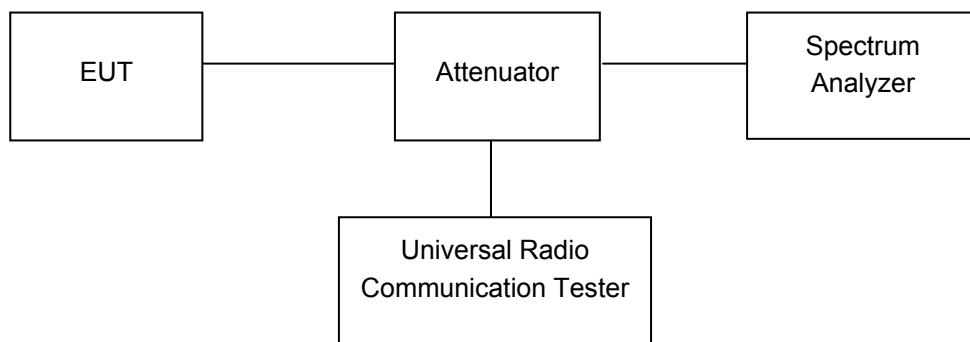 EUT
Attenuator
Spectrum
Analyzer
Universal Radio
Communication Tester